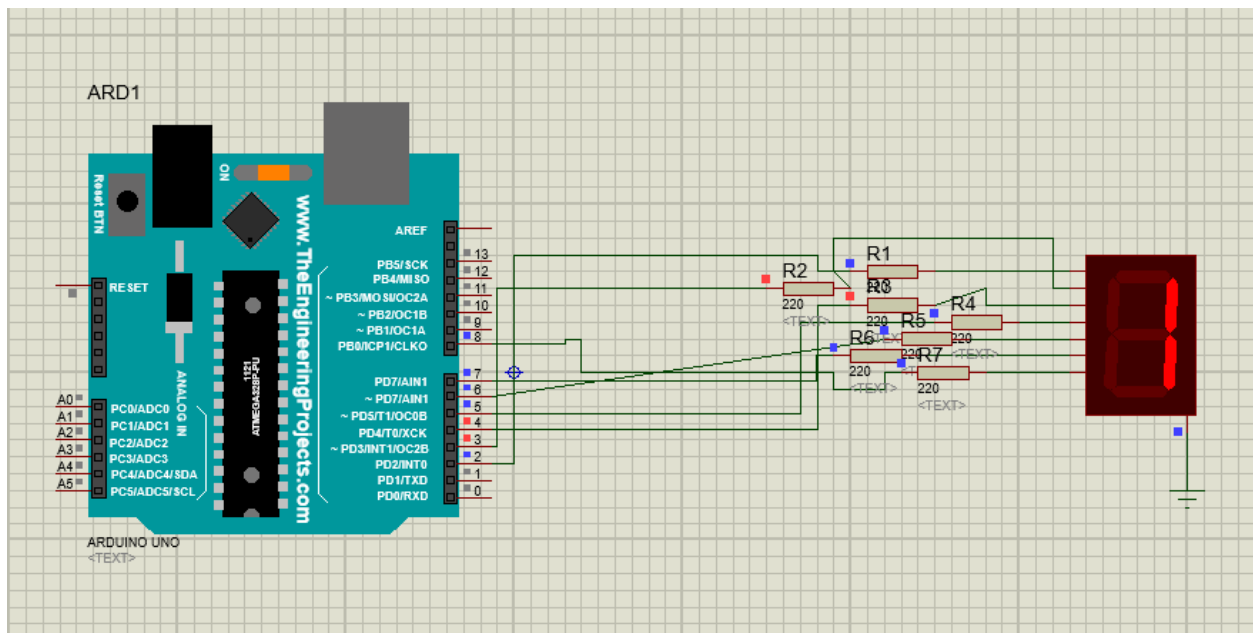 ARD1
ON
Reset BTN
www.TheEngineeringProjects.com
RESET
1121
ATMEGA328P-PU
ANALOG IN
AREF
PB5/SCK
13
PB4/MISO
12
~ PB3/MOSI/OC2A
11
~ PB2/OC1B
10
~ PB1/OC1A
9
PB0/ICP1/CLKO
8
PD7/AIN1
7
~ PD7/AIN1
6
~ PD5/T1/OC0B
5
PD4/T0/XCK
4
~ PD3/INT1/OC2B
3
PD2/INT0
2
PD1/TXD
1
PD0/RXD
0
A0
PC0/ADC0
A1
PC1/ADC1
A2
PC2/ADC2
A3
PC3/ADC3
A4
PC4/ADC4/SDA
A5
PC5/ADC5/SCL
ARDUINO UNO
<TEXT>
R1
R2
220
<TEXT>
R3
220
R4
220
<TEXT>
R5
R6
220
<TEXT>
R7
220
<TEXT>
1